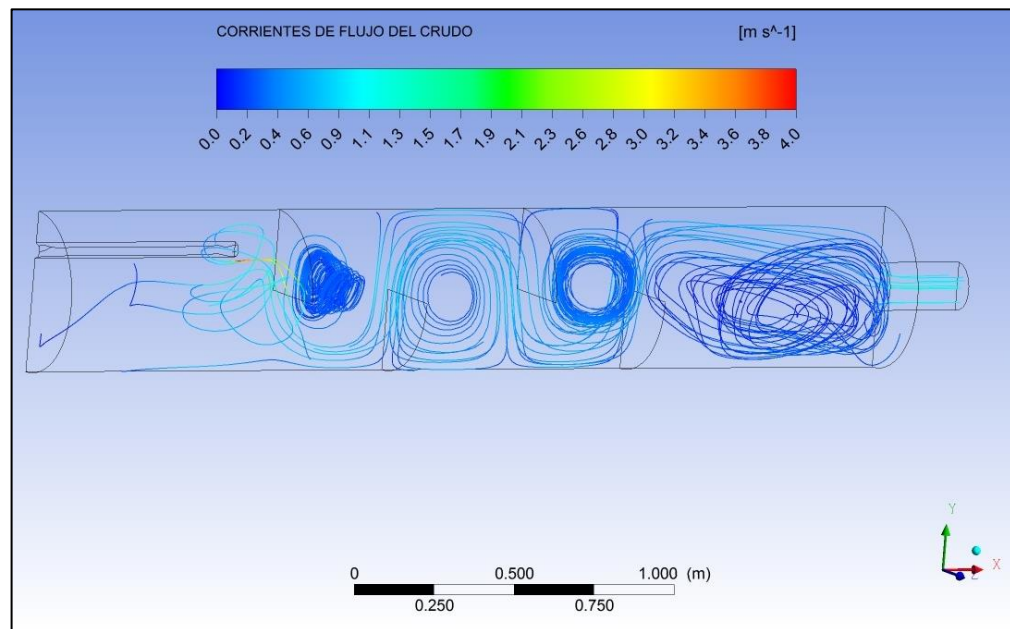 CORRIENTES DE FLUJO DEL CRUDO [m s^-1]
0.0 0.2 0.4 0.6 0.9 1.1 1.3 1.5 1.7 1.9 2.1 2.3 2.6 2.8 3.0 3.2 3.4 3.6 3.8 4.0
Y
X
Z
0 0.500 1.000 (m)
0.250 0.750